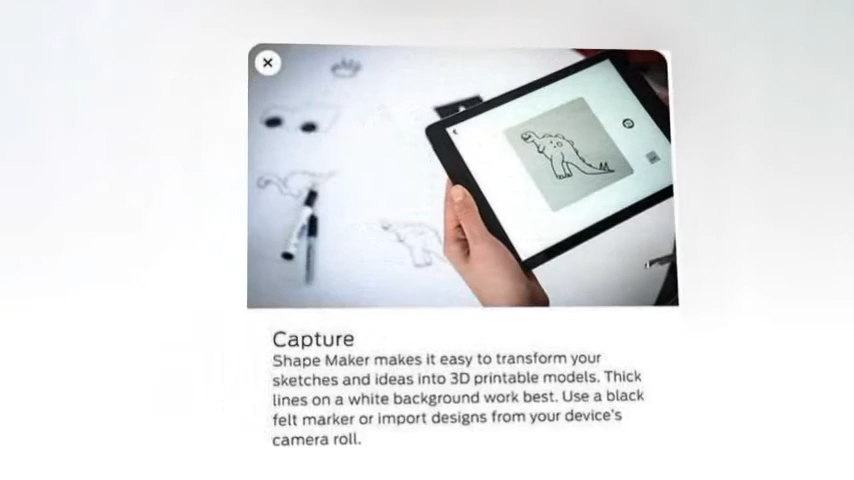 Capture
Shape Maker makes it easy to transform your
sketches and ideas into 3D printable models. Thick
lines on a white background work best. Use a black
felt marker or import designs from your device's
camera roll.